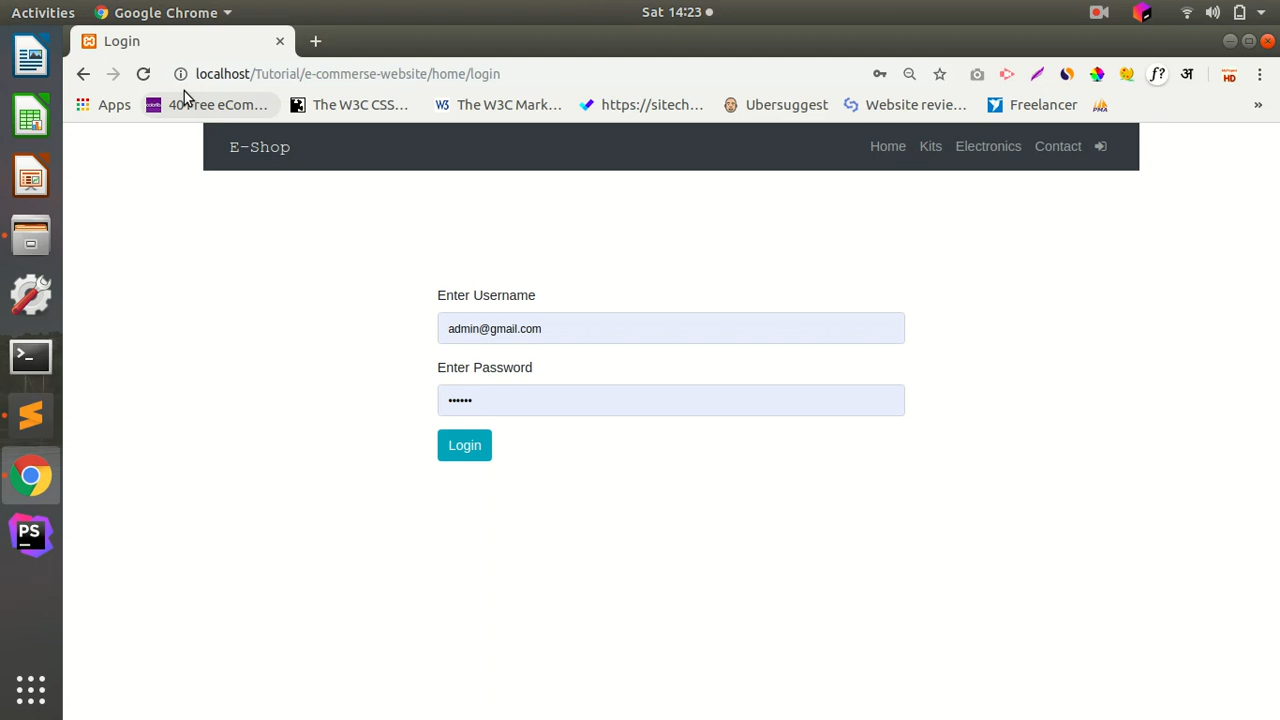 Activities Google Chrome Sat 14:23
Login
localhost/Tutorial/e-commerse-website/home/login
Apps 40 Free eCom... The W3C CSS... The W3C Mark... https://sitech... Ubersuggest Website revie... Freelancer PMA »
E-Shop Home Kits Electronics Contact
Enter Username
admin@gmail.com
Enter Password
••••••
Login
PS